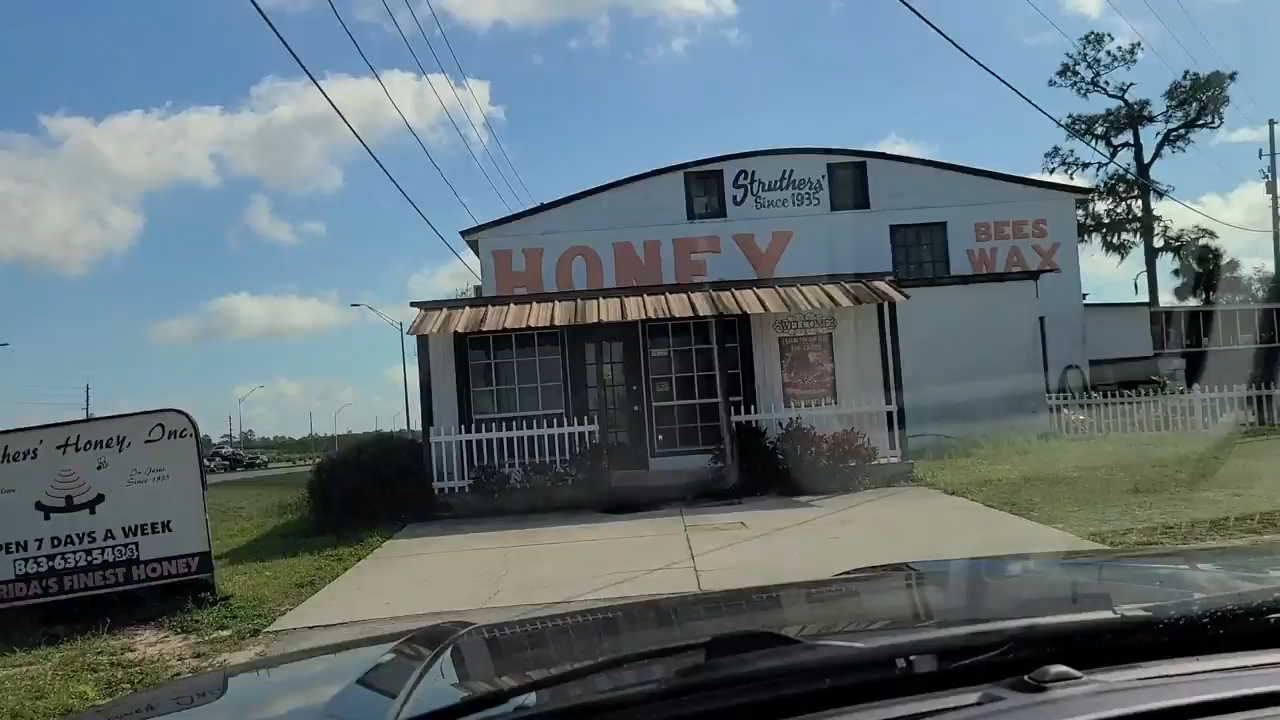 Struthers'
Since 1935
HONEY
BEES
WAX
WELCOME
hers' Honey, Inc.
Since 1935
PEN 7 DAYS A WEEK
863-632-5433
RIDA'S FINEST HONEY